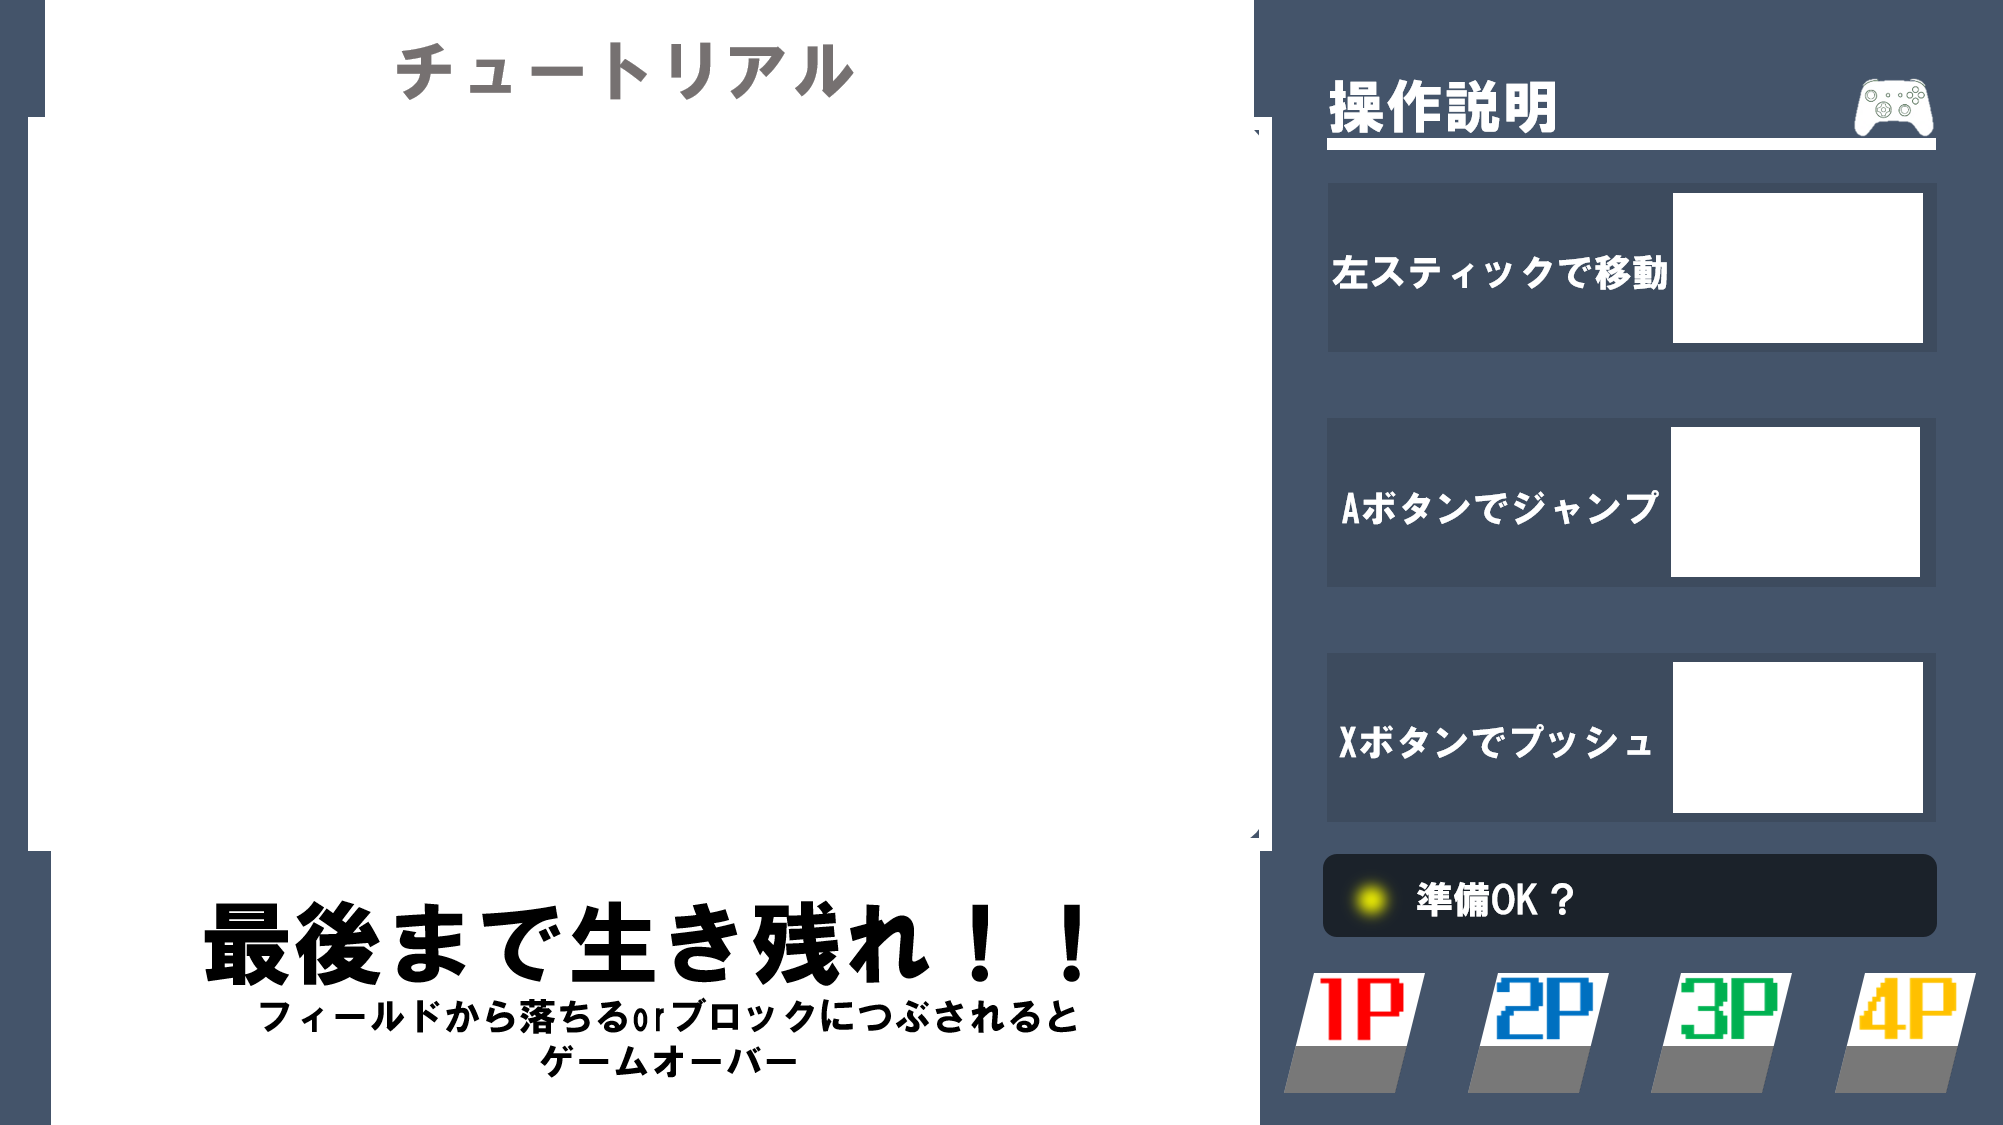 チュートリアル
最後まで生き残れ！！
フィールドから落ちるorブロックにつぶされると
ゲームオーバー
操作説明
左スティックで移動
Aボタンでジャンプ
Xボタンでプッシュ
準備OK？
1P 2P 3P 4P